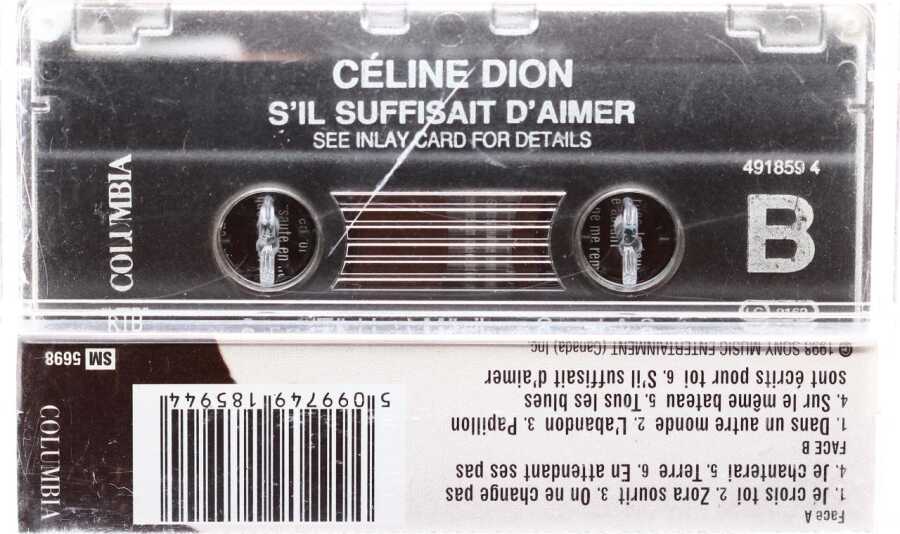 CÉLINE DION
S'IL SUFFISAIT D'AIMER
SEE INLAY CARD FOR DETAILS
491859 4
B
COLUMBIA
Face A
1. Je crois toi 2. Zora sourit 3. On ne change pas
4. Je chanterai 5. Terre 6. En attendant ses pas
FACE B
1. Dans un autre monde 2. L'abandon 3. Papillon
4. Sur le même bateau 5. Tous les blues
sont écrits pour toi 6. S'il suffisait d'aimer
© 1998 SONY MUSIC ENTERTAINMENT (Canada) Inc.
5 099749 185944
SM 5698
COLUMBIA